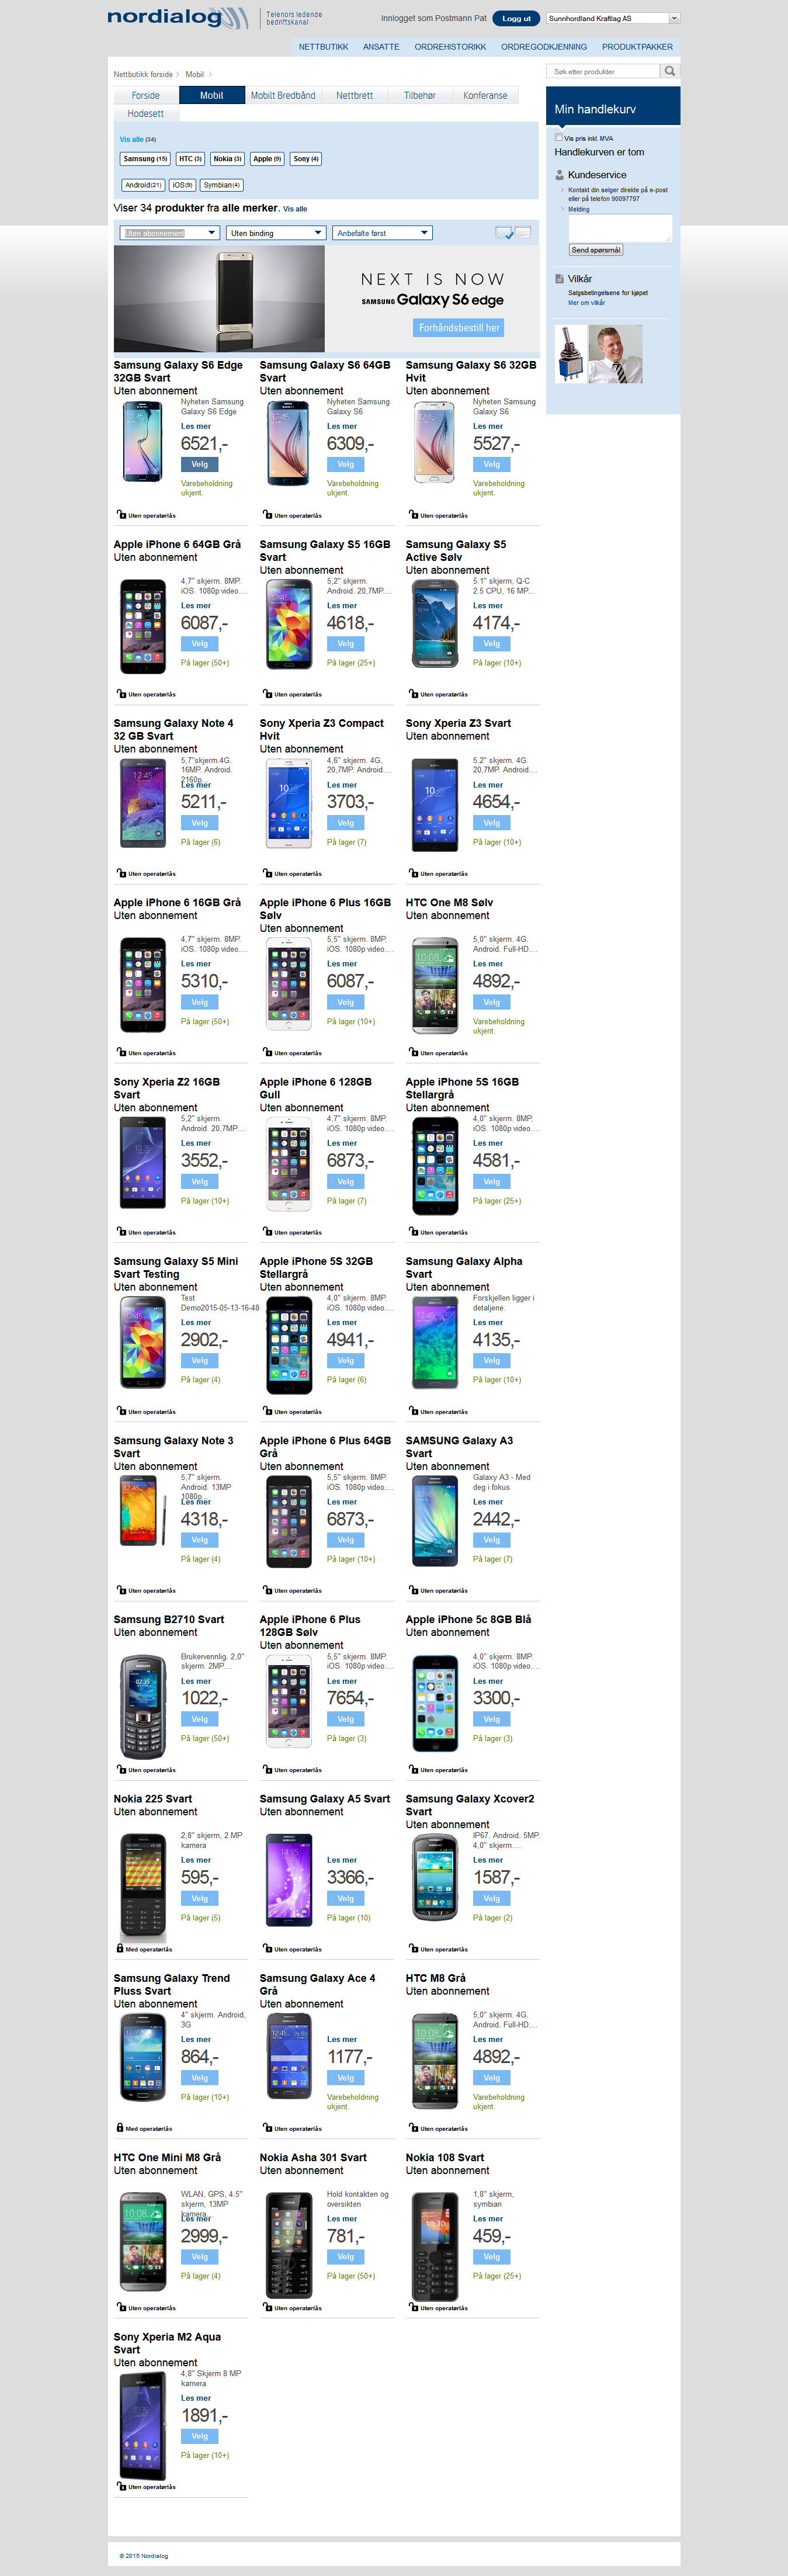 nordialog
Telenors ledende
bedriftskanal
Innlogget som Postmann Pat
Logg ut
Sunnhordland Kraftlag AS
NETTBUTIKK
ANSATTE
ORDREHISTORIKK
ORDREGODKJENNING
PRODUKTPAKKER
Nettbutikk forside
Mobil
Søk etter produkter
Forside
Mobil
Mobilt Bredbånd
Nettbrett
Tilbehør
Konferanse
Hodesett
Vis alle (34)
Samsung (15)
HTC (3)
Nokia (3)
Apple (9)
Sony (4)
Android(21)
iOS(9)
Symbian(4)
Viser 34 produkter fra alle merker. Vis alle
Uten abonnement
Uten binding
Anbefalte først
NEXT IS NOW
SAMSUNG Galaxy S6 edge
Forhåndsbestill her
Min handlekurv
Vis pris inkl. MVA
Handlekurven er tom
Kundeservice
Kontakt din selger direkte på e-post
eller på telefon 90097797
Melding
Send spørsmål
Vilkår
Salgsbetingelsene for kjøpet
Mer om vilkår
Samsung Galaxy S6 Edge
32GB Svart
Uten abonnement
Nyheten Samsung
Galaxy S6 Edge
Les mer
6521,-
Velg
Varebeholdning
ukjent.
Uten operatørlås
Samsung Galaxy S6 64GB
Svart
Uten abonnement
Nyheten Samsung
Galaxy S6
Les mer
6309,-
Velg
Varebeholdning
ukjent.
Uten operatørlås
Samsung Galaxy S6 32GB
Hvit
Uten abonnement
Nyheten Samsung
Galaxy S6
Les mer
5527,-
Velg
Varebeholdning
ukjent.
Uten operatørlås
Apple iPhone 6 64GB Grå
Uten abonnement
4,7" skjerm. 8MP.
iOS. 1080p video....
Les mer
6087,-
Velg
På lager (50+)
Uten operatørlås
Samsung Galaxy S5 16GB
Svart
Uten abonnement
5,2" skjerm.
Android. 20,7MP....
Les mer
4618,-
Velg
På lager (25+)
Uten operatørlås
Samsung Galaxy S5
Active Sølv
Uten abonnement
5.1" skjerm, Q-C
2.5 CPU, 16 MP...
Les mer
4174,-
Velg
På lager (10+)
Uten operatørlås
Samsung Galaxy Note 4
32 GB Svart
Uten abonnement
5,7"skjerm.4G.
16MP. Android.
2160p...
Les mer
5211,-
Velg
På lager (6)
Uten operatørlås
Sony Xperia Z3 Compact
Hvit
Uten abonnement
4,6" skjerm. 4G.
20,7MP. Android....
Les mer
3703,-
Velg
På lager (7)
Uten operatørlås
Sony Xperia Z3 Svart
Uten abonnement
5,2" skjerm. 4G.
20,7MP. Android....
Les mer
4654,-
Velg
På lager (10+)
Uten operatørlås
Apple iPhone 6 16GB Grå
Uten abonnement
4,7" skjerm. 8MP.
iOS. 1080p video....
Les mer
5310,-
Velg
På lager (50+)
Uten operatørlås
Apple iPhone 6 Plus 16GB
Sølv
Uten abonnement
5,5" skjerm. 8MP.
iOS. 1080p video....
Les mer
6087,-
Velg
På lager (10+)
Uten operatørlås
HTC One M8 Sølv
Uten abonnement
5,0" skjerm. 4G.
Android. Full-HD....
Les mer
4892,-
Velg
Varebeholdning
ukjent.
Uten operatørlås
Sony Xperia Z2 16GB
Svart
Uten abonnement
5,2" skjerm.
Android. 20,7MP....
Les mer
3552,-
Velg
På lager (10+)
Uten operatørlås
Apple iPhone 6 128GB
Gull
Uten abonnement
4,7" skjerm. 8MP.
iOS. 1080p video....
Les mer
6873,-
Velg
På lager (7)
Uten operatørlås
Apple iPhone 5S 16GB
Stellargrå
Uten abonnement
4,0" skjerm. 8MP.
iOS. 1080p video....
Les mer
4581,-
Velg
På lager (25+)
Uten operatørlås
Samsung Galaxy S5 Mini
Svart Testing
Uten abonnement
Test
Demo2015-05-13-16-48
Les mer
2902,-
Velg
På lager (4)
Uten operatørlås
Apple iPhone 5S 32GB
Stellargrå
Uten abonnement
4,0" skjerm. 8MP.
iOS. 1080p video....
Les mer
4941,-
Velg
På lager (6)
Uten operatørlås
Samsung Galaxy Alpha
Svart
Uten abonnement
Forskjellen ligger i
detaljene.
Les mer
4135,-
Velg
På lager (10+)
Uten operatørlås
Samsung Galaxy Note 3
Svart
Uten abonnement
5,7" skjerm.
Android. 13MP
1080p...
Les mer
4318,-
Velg
På lager (4)
Uten operatørlås
Apple iPhone 6 Plus 64GB
Grå
Uten abonnement
5,5" skjerm. 8MP.
iOS. 1080p video....
Les mer
6873,-
Velg
På lager (10+)
Uten operatørlås
SAMSUNG Galaxy A3
Svart
Uten abonnement
Galaxy A3 - Med
deg i fokus
Les mer
2442,-
Velg
På lager (7)
Uten operatørlås
Samsung B2710 Svart
Uten abonnement
Brukervennlig. 2,0"
skjerm. 2MP....
Les mer
1022,-
Velg
På lager (50+)
Uten operatørlås
Apple iPhone 6 Plus
128GB Sølv
Uten abonnement
5,5" skjerm. 8MP.
iOS. 1080p video....
Les mer
7654,-
Velg
På lager (3)
Uten operatørlås
Apple iPhone 5c 8GB Blå
Uten abonnement
4,0" skjerm. 8MP.
iOS. 1080p video....
Les mer
3300,-
Velg
På lager (3)
Uten operatørlås
Nokia 225 Svart
Uten abonnement
2,8" skjerm, 2 MP
kamera
Les mer
595,-
Velg
På lager (5)
Med operatørlås
Samsung Galaxy A5 Svart
Uten abonnement
Les mer
3366,-
Velg
På lager (10)
Uten operatørlås
Samsung Galaxy Xcover2
Svart
Uten abonnement
IP67. Android. 5MP.
4,0" skjerm....
Les mer
1587,-
Velg
På lager (2)
Uten operatørlås
Samsung Galaxy Trend
Pluss Svart
Uten abonnement
4" skjerm. Android,
3G
Les mer
864,-
Velg
På lager (10+)
Med operatørlås
Samsung Galaxy Ace 4
Grå
Uten abonnement
Les mer
1177,-
Velg
Varebeholdning
ukjent.
Uten operatørlås
HTC M8 Grå
Uten abonnement
5,0" skjerm. 4G.
Android. Full-HD....
Les mer
4892,-
Velg
Varebeholdning
ukjent.
Uten operatørlås
HTC One Mini M8 Grå
Uten abonnement
WLAN, GPS, 4.5"
skjerm, 13MP
kamera
Les mer
2999,-
Velg
På lager (4)
Uten operatørlås
Nokia Asha 301 Svart
Uten abonnement
Hold kontakten og
oversikten
Les mer
781,-
Velg
På lager (50+)
Uten operatørlås
Nokia 108 Svart
Uten abonnement
1,8" skjerm,
symbian
Les mer
459,-
Velg
På lager (25+)
Uten operatørlås
Sony Xperia M2 Aqua
Svart
Uten abonnement
4,8" Skjerm 8 MP
kamera
Les mer
1891,-
Velg
På lager (10+)
Uten operatørlås
© 2015 Nordialog